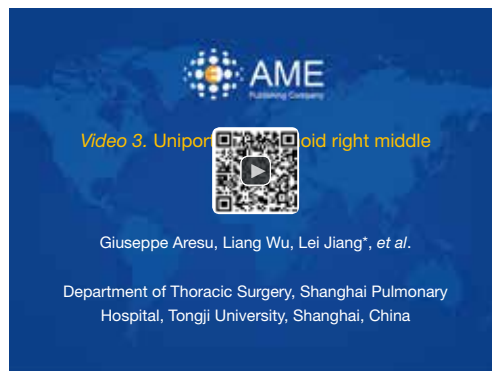 AME
Publishing Company
Video 3. Unipor oid right middle
Giuseppe Aresu, Liang Wu, Lei Jiang*, et al.
Department of Thoracic Surgery, Shanghai Pulmonary
Hospital, Tongji University, Shanghai, China